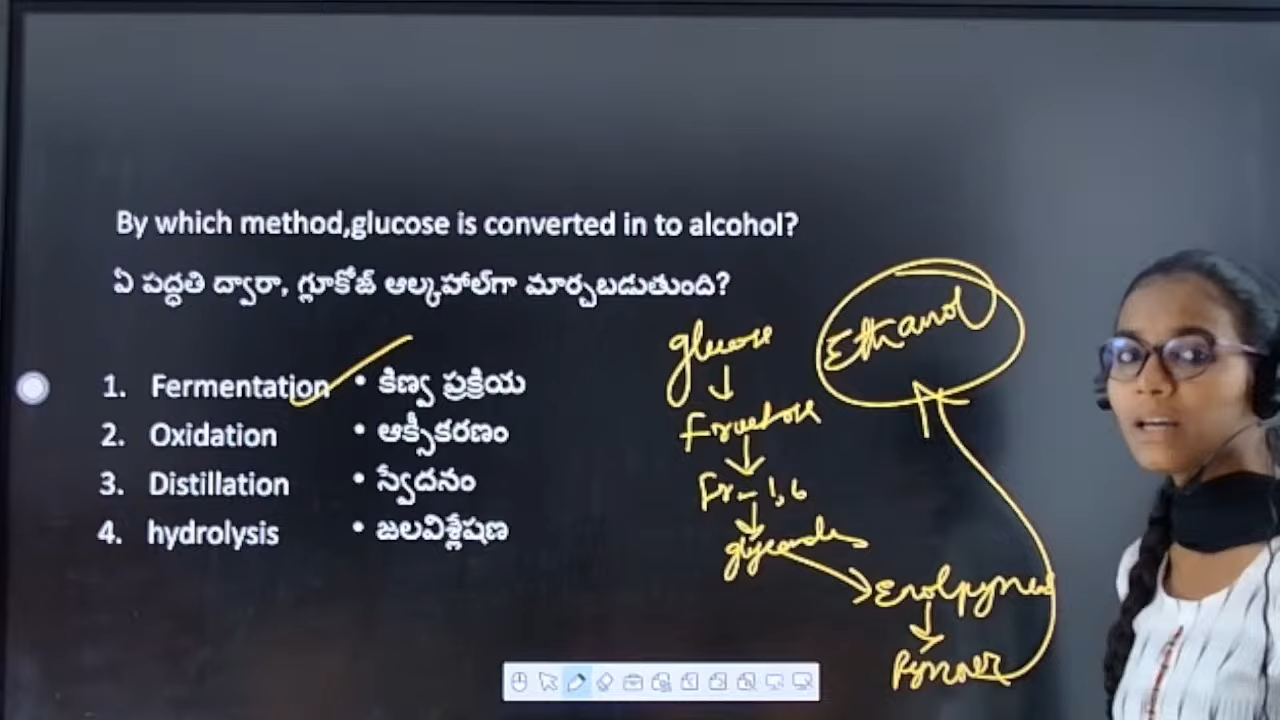 By which method,glucose is converted in to alcohol?
ఏ పద్ధతి ద్వారా, గ్లూకోజ్ ఆల్కహాల్‌గా మార్చబడుతుంది?
1. Fermentation • కిణ్వ ప్రక్రియ
2. Oxidation • ఆక్సీకరణం
3. Distillation • స్వేదనం
4. hydrolysis • జలవిశ్లేషణ
Ethanol
glucose
Fructose
Fr - 1,6